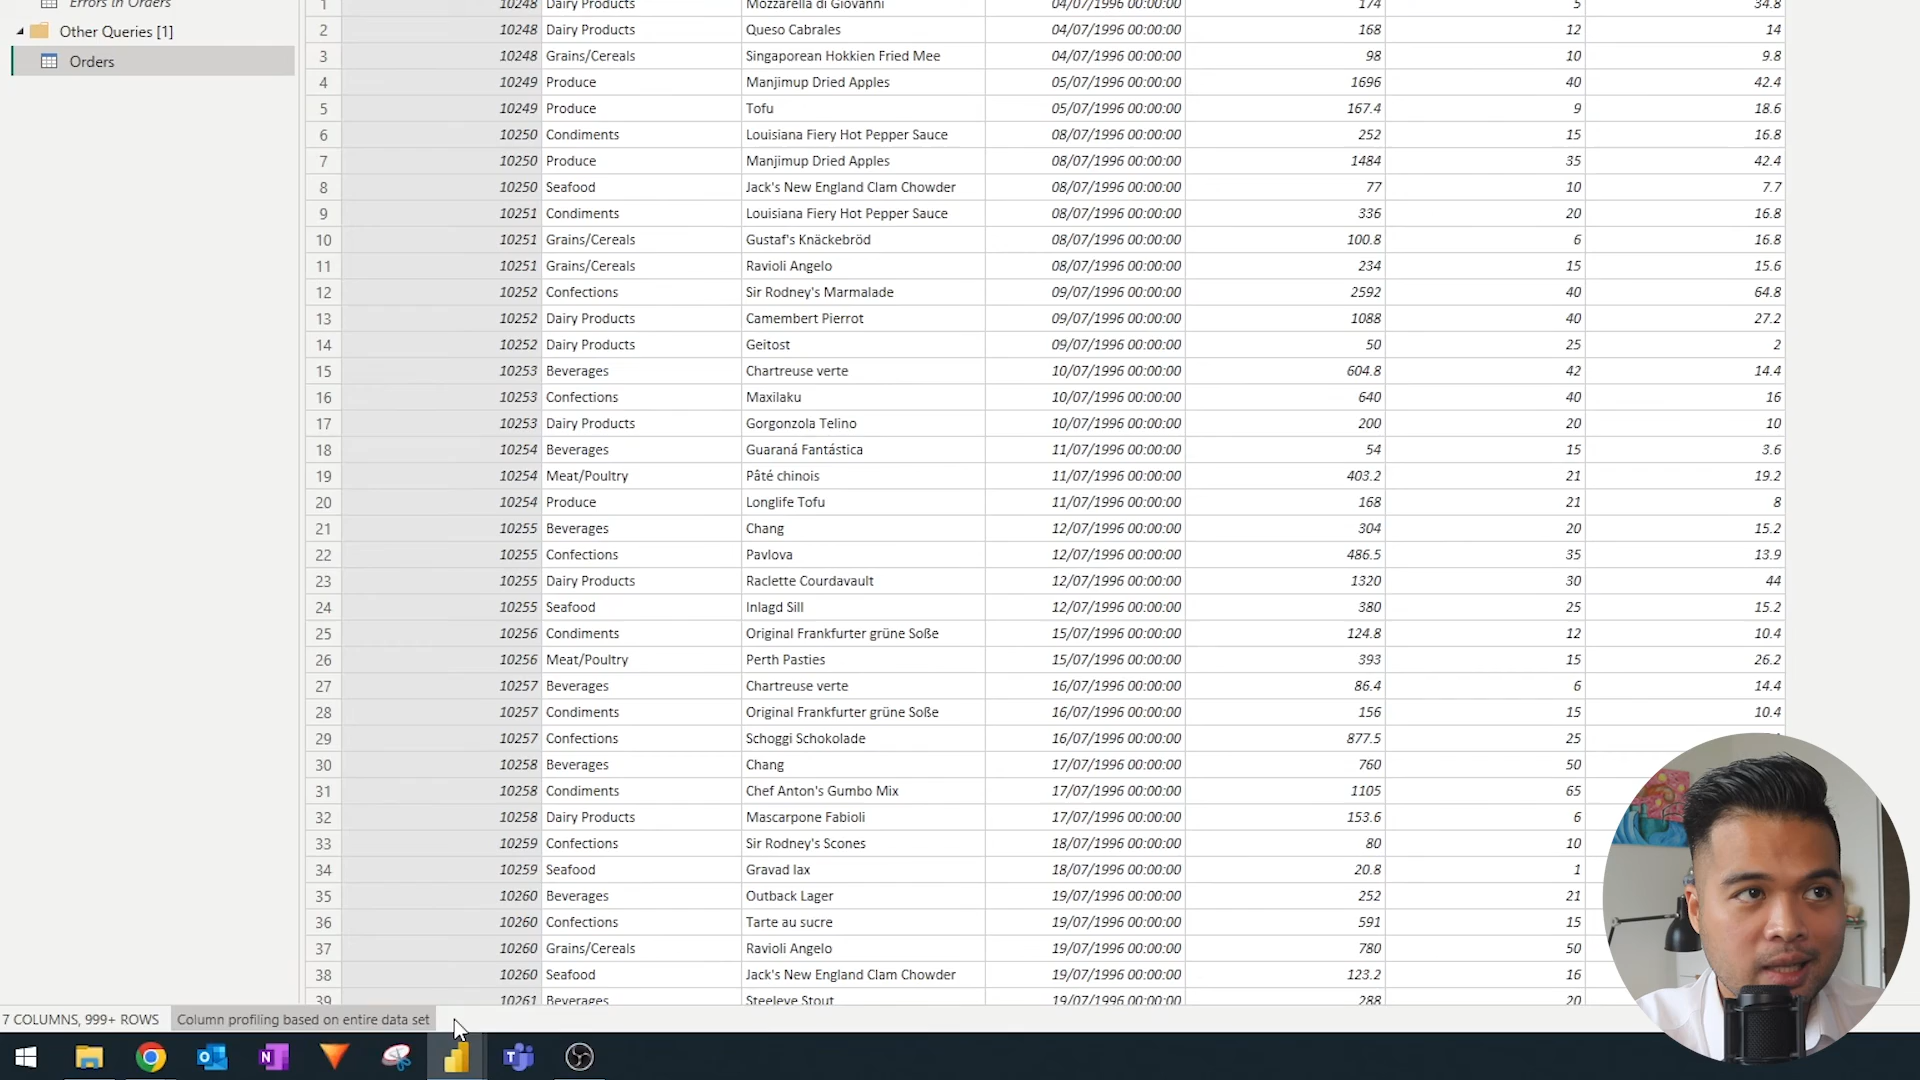 Errors in Orders
1 10248 Dairy Products Mozzarella di Giovanni 04/07/1996 00:00:00 174 5 34.8
Other Queries [1]
2 10248 Dairy Products Queso Cabrales 04/07/1996 00:00:00 168 12 14
3 10248 Grains/Cereals Singaporean Hokkien Fried Mee 04/07/1996 00:00:00 98 10 9.8
Orders
4 10249 Produce Manjimup Dried Apples 05/07/1996 00:00:00 1696 40 42.4
5 10249 Produce Tofu 05/07/1996 00:00:00 167.4 9 18.6
6 10250 Condiments Louisiana Fiery Hot Pepper Sauce 08/07/1996 00:00:00 252 15 16.8
7 10250 Produce Manjimup Dried Apples 08/07/1996 00:00:00 1484 35 42.4
8 10250 Seafood Jack's New England Clam Chowder 08/07/1996 00:00:00 77 10 7.7
9 10251 Condiments Louisiana Fiery Hot Pepper Sauce 08/07/1996 00:00:00 336 20 16.8
10 10251 Grains/Cereals Gustaf's Knäckebröd 08/07/1996 00:00:00 100.8 6 16.8
11 10251 Grains/Cereals Ravioli Angelo 08/07/1996 00:00:00 234 15 15.6
12 10252 Confections Sir Rodney's Marmalade 09/07/1996 00:00:00 2592 40 64.8
13 10252 Dairy Products Camembert Pierrot 09/07/1996 00:00:00 1088 40 27.2
14 10252 Dairy Products Geitost 09/07/1996 00:00:00 50 25 2
15 10253 Beverages Chartreuse verte 10/07/1996 00:00:00 604.8 42 14.4
16 10253 Confections Maxilaku 10/07/1996 00:00:00 640 40 16
17 10253 Dairy Products Gorgonzola Telino 10/07/1996 00:00:00 200 20 10
18 10254 Beverages Guaraná Fantástica 11/07/1996 00:00:00 54 15 3.6
19 10254 Meat/Poultry Pâté chinois 11/07/1996 00:00:00 403.2 21 19.2
20 10254 Produce Longlife Tofu 11/07/1996 00:00:00 168 21 8
21 10255 Beverages Chang 12/07/1996 00:00:00 304 20 15.2
22 10255 Confections Pavlova 12/07/1996 00:00:00 486.5 35 13.9
23 10255 Dairy Products Raclette Courdavault 12/07/1996 00:00:00 1320 30 44
24 10255 Seafood Inlagd Sill 12/07/1996 00:00:00 380 25 15.2
25 10256 Condiments Original Frankfurter grüne Soße 15/07/1996 00:00:00 124.8 12 10.4
26 10256 Meat/Poultry Perth Pasties 15/07/1996 00:00:00 393 15 26.2
27 10257 Beverages Chartreuse verte 16/07/1996 00:00:00 86.4 6 14.4
28 10257 Condiments Original Frankfurter grüne Soße 16/07/1996 00:00:00 156 15 10.4
29 10257 Confections Schoggi Schokolade 16/07/1996 00:00:00 877.5 25
30 10258 Beverages Chang 17/07/1996 00:00:00 760 50
31 10258 Condiments Chef Anton's Gumbo Mix 17/07/1996 00:00:00 1105 65
32 10258 Dairy Products Mascarpone Fabioli 17/07/1996 00:00:00 153.6 6
33 10259 Confections Sir Rodney's Scones 18/07/1996 00:00:00 80 10
34 10259 Seafood Gravad lax 18/07/1996 00:00:00 20.8 1
35 10260 Beverages Outback Lager 19/07/1996 00:00:00 252 21
36 10260 Confections Tarte au sucre 19/07/1996 00:00:00 591 15
37 10260 Grains/Cereals Ravioli Angelo 19/07/1996 00:00:00 780 50
38 10260 Seafood Jack's New England Clam Chowder 19/07/1996 00:00:00 123.2 16
39 10261 Beverages Steeleye Stout 19/07/1996 00:00:00 288 20
7 COLUMNS, 999+ ROWS Column profiling based on entire data set